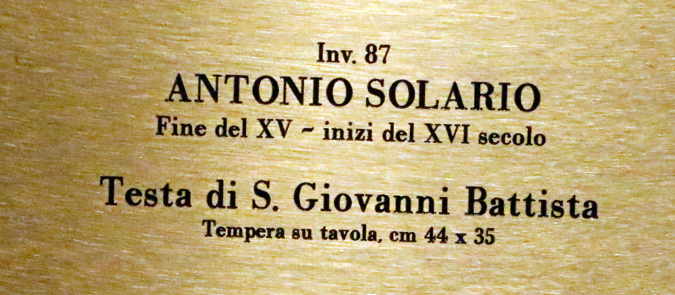 Inv. 87
ANTONIO SOLARIO
Fine del XV ~ inizi del XVI secolo
Testa di S. Giovanni Battista
Tempera su tavola, cm 44 x 35